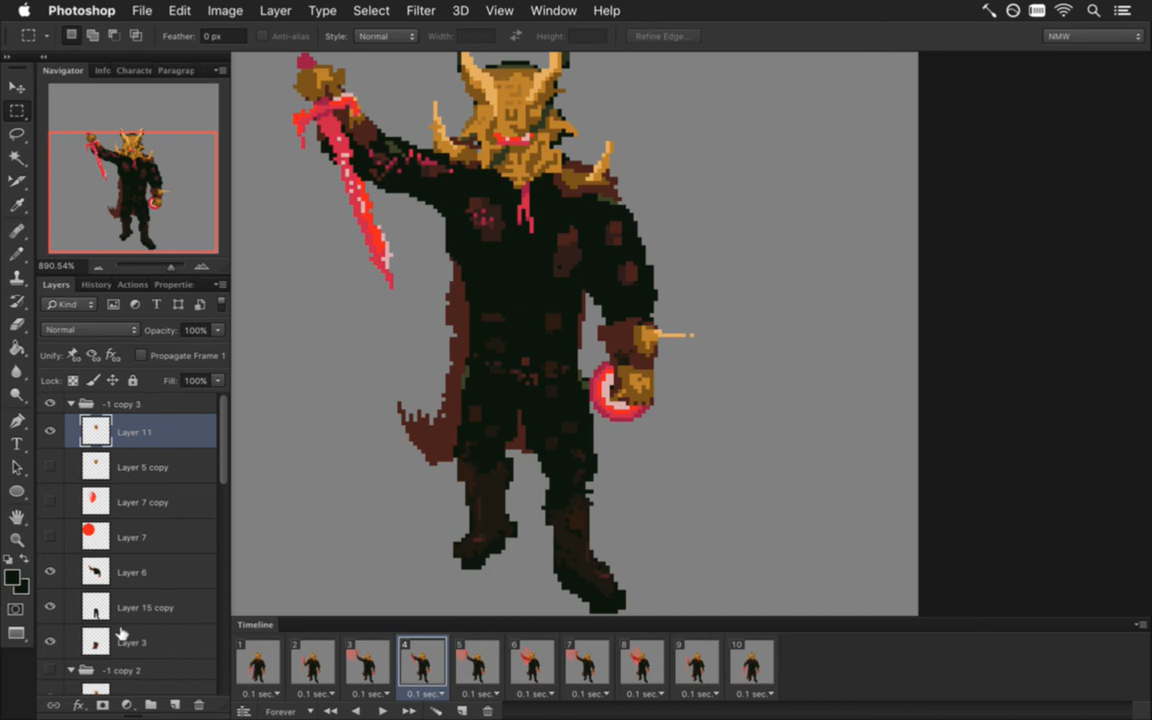 Photoshop File Edit Image Layer Type Select Filter 3D View Window Help
Feather: 0 px Anti-alias Style: Normal Width: Height: Refine Edge... NMW
Navigator Info Characte Paragrap
890.54%
Layers History Actions Propertie
Kind
Normal Opacity: 100%
Unify: Propagate Frame 1
Lock: Fill: 100%
-1 copy 3
Layer 11
Layer 5 copy
Layer 7 copy
Layer 7
Layer 6
Layer 15 copy
Layer 3
-1 copy 2
fx
Timeline
1 2 3 4 5 6 7 8 9 10
0.1 sec. 0.1 sec. 0.1 sec. 0.1 sec. 0.1 sec. 0.1 sec. 0.1 sec. 0.1 sec. 0.1 sec. 0.1 sec.
Forever